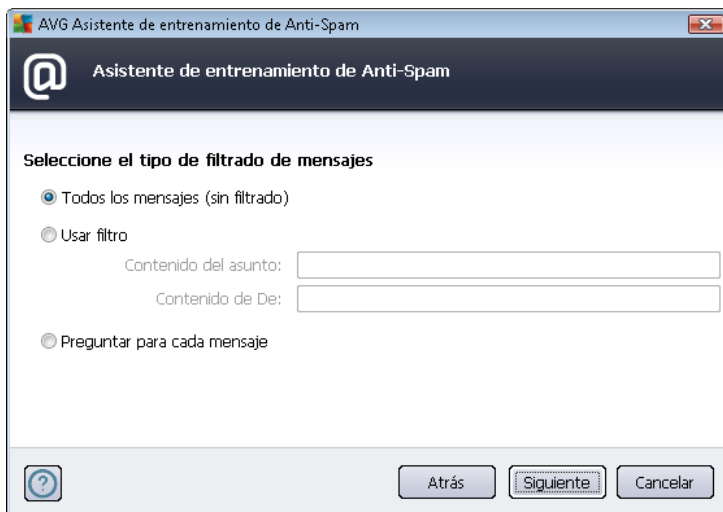 AVG Asistente de entrenamiento de Anti-Spam
@ Asistente de entrenamiento de Anti-Spam
Seleccione el tipo de filtrado de mensajes
Todos los mensajes (sin filtrado)
Usar filtro
Contenido del asunto:
Contenido de De:
Preguntar para cada mensaje
? Atrás Siguiente Cancelar